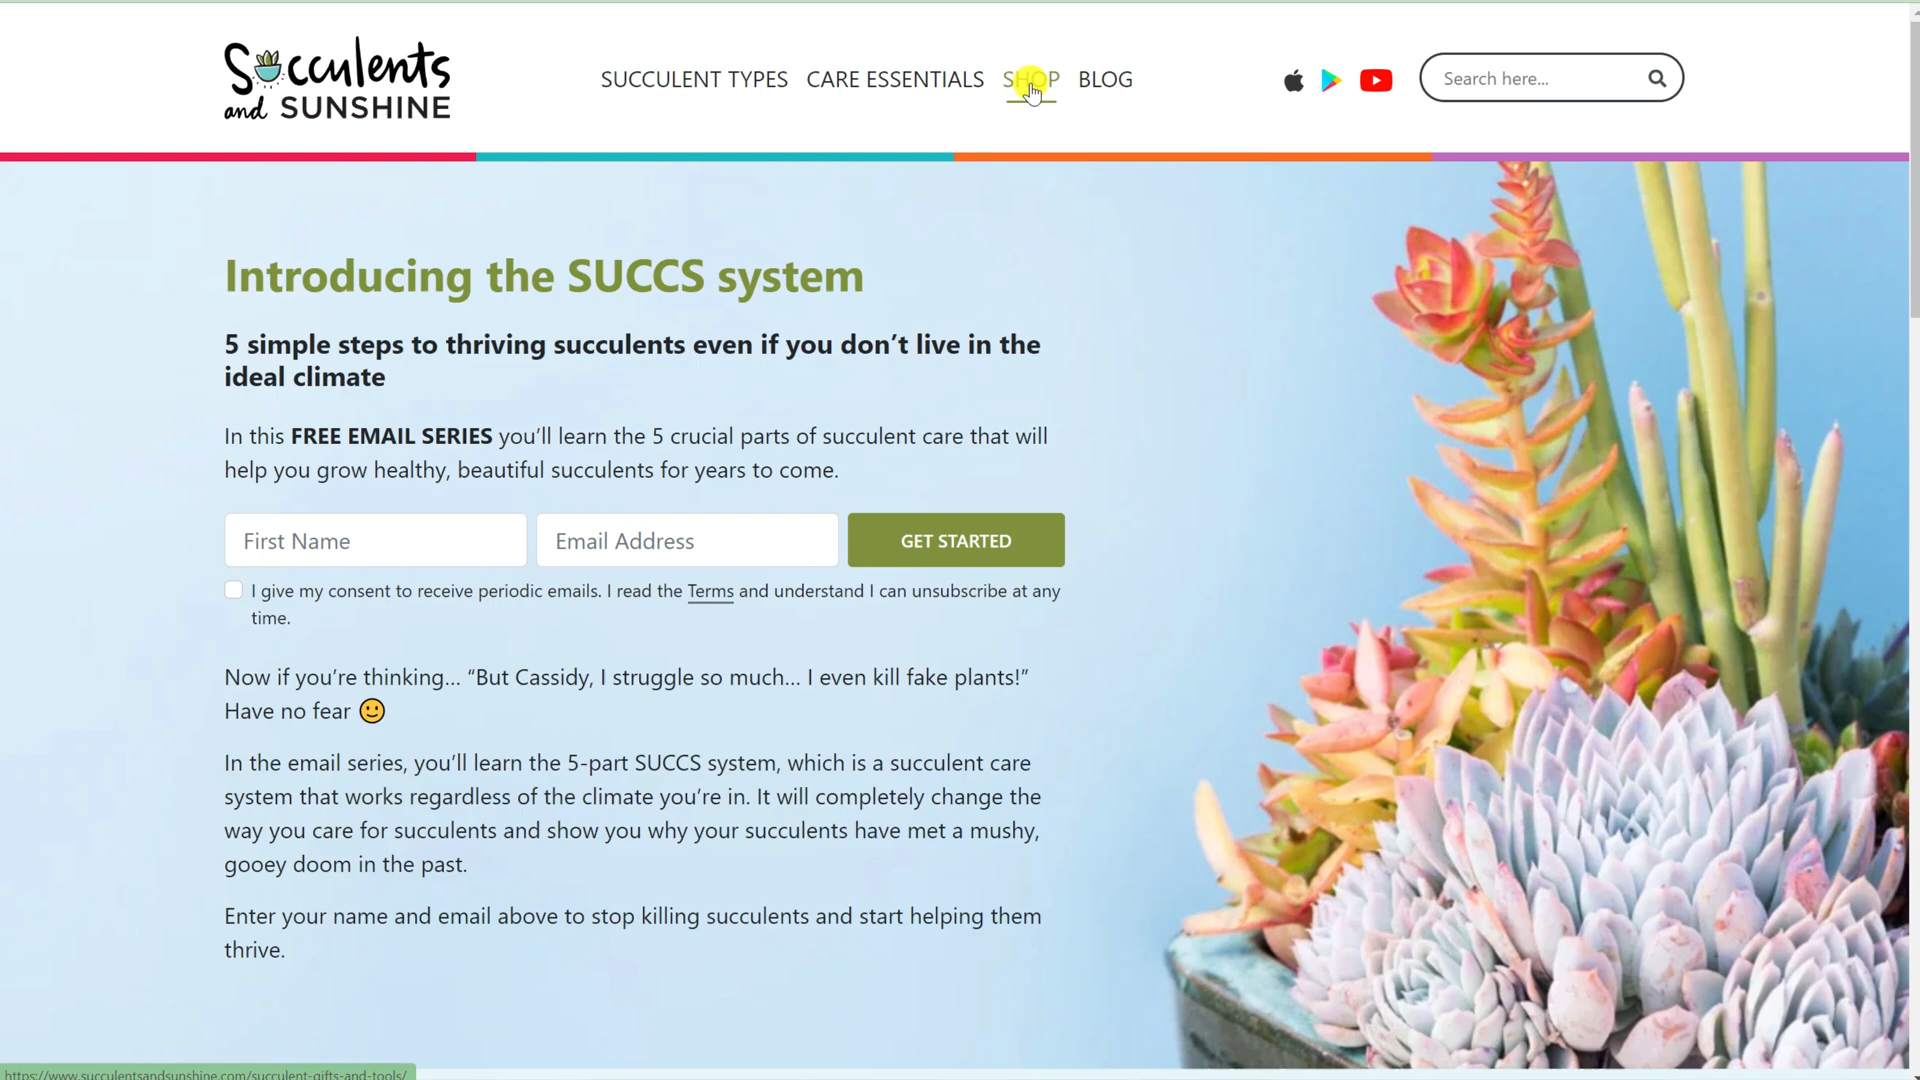 Succulents
and SUNSHINE
SUCCULENT TYPES CARE ESSENTIALS SHOP BLOG
Search here...
Introducing the SUCCS system
5 simple steps to thriving succulents even if you don’t live in the
ideal climate
In this FREE EMAIL SERIES you’ll learn the 5 crucial parts of succulent care that will
help you grow healthy, beautiful succulents for years to come.
First Name
Email Address
GET STARTED
I give my consent to receive periodic emails. I read the Terms and understand I can unsubscribe at any
time.
Now if you’re thinking... “But Cassidy, I struggle so much... I even kill fake plants!”
Have no fear
In the email series, you’ll learn the 5-part SUCCS system, which is a succulent care
system that works regardless of the climate you’re in. It will completely change the
way you care for succulents and show you why your succulents have met a mushy,
gooey doom in the past.
Enter your name and email above to stop killing succulents and start helping them
thrive.
https://www.succulentsandsunshine.com/succulent-gifts-and-tools/